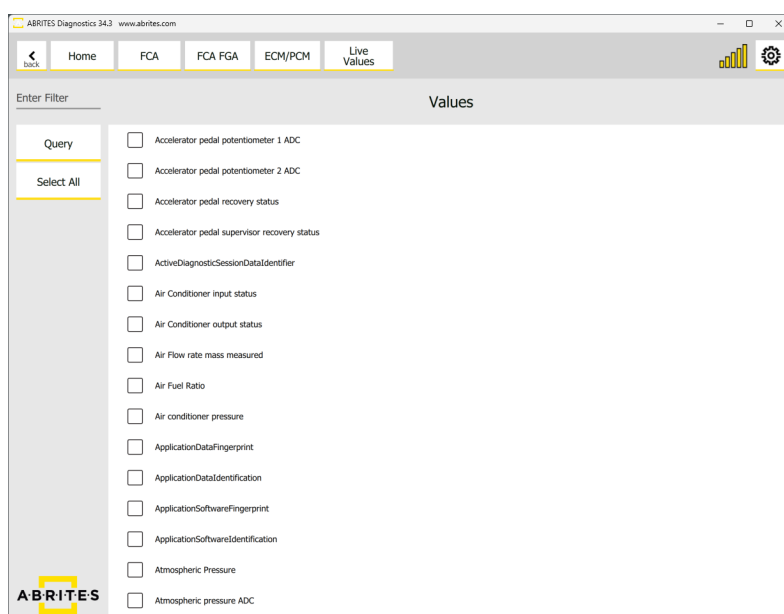 ABRITES Diagnostics 34.3 www.abrites.com
back
Home
FCA
FCA FGA
ECM/PCM
Live
Values
Enter Filter
Values
Query
Select All
Accelerator pedal potentiometer 1 ADC
Accelerator pedal potentiometer 2 ADC
Accelerator pedal recovery status
Accelerator pedal supervisor recovery status
ActiveDiagnosticSessionDataIdentifier
Air Conditioner input status
Air Conditioner output status
Air Flow rate mass measured
Air Fuel Ratio
Air conditioner pressure
ApplicationDataFingerprint
ApplicationDataIdentification
ApplicationSoftwareFingerprint
ApplicationSoftwareIdentification
Atmospheric Pressure
Atmospheric pressure ADC
A·B·R·I·T·E·S